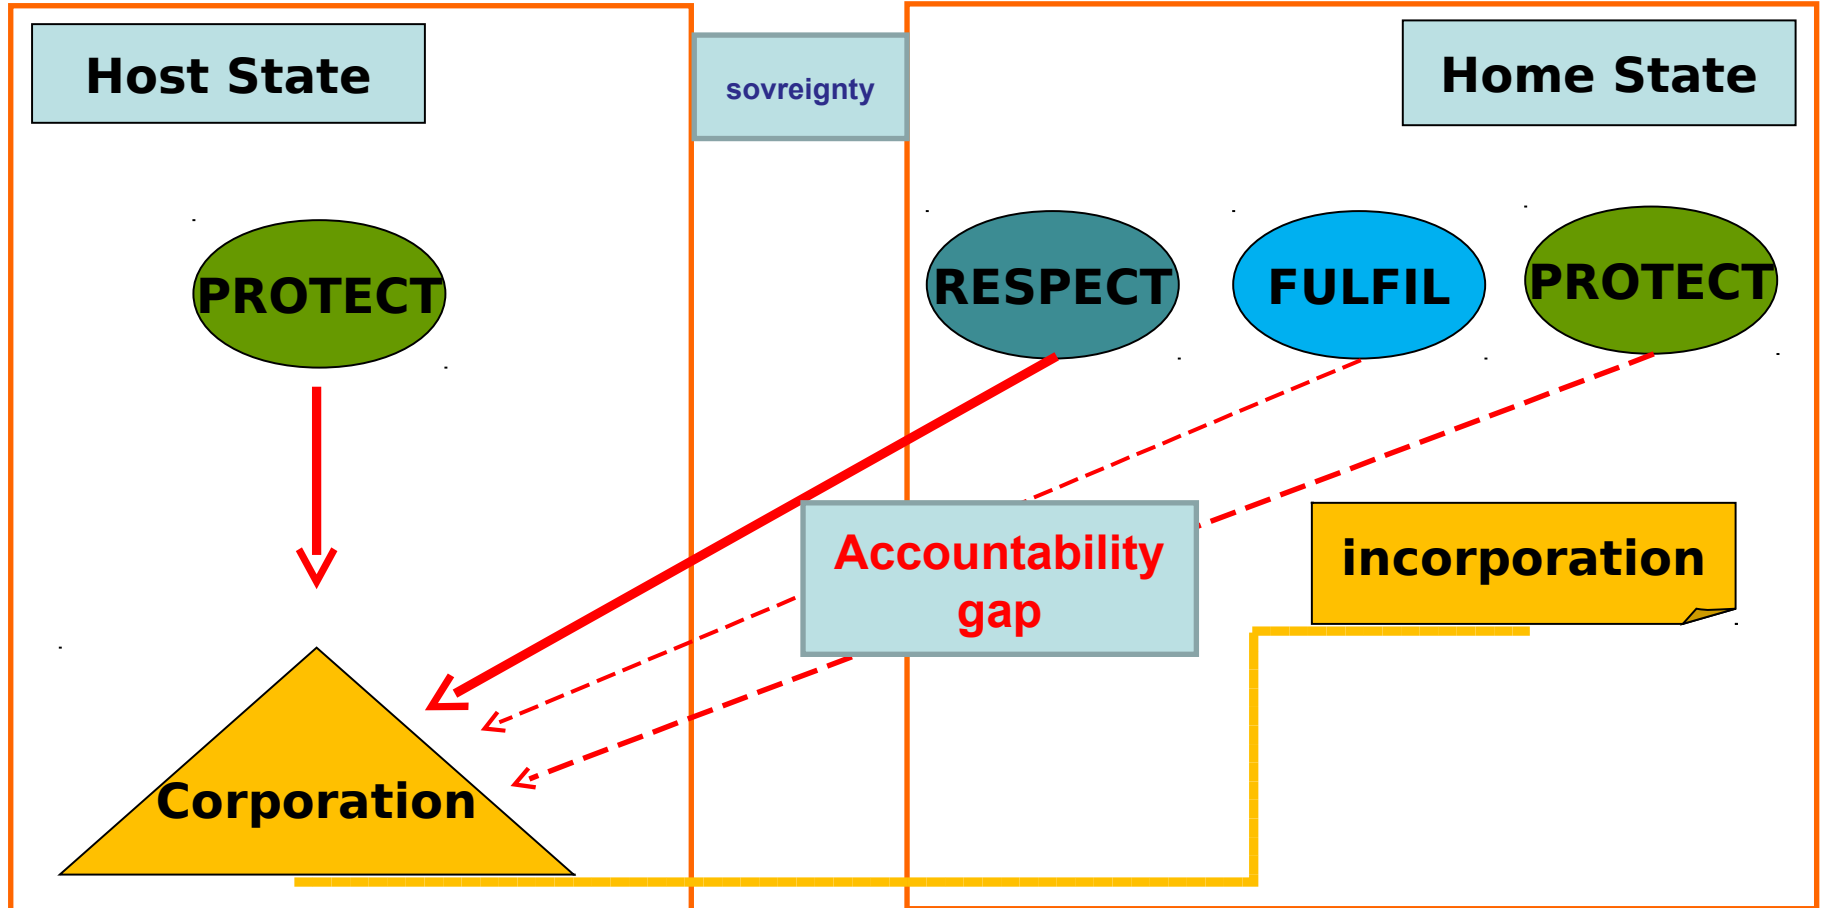 Host State
sovreignty
Home State
PROTECT
RESPECT
FULFIL
PROTECT
Accountability
gap
incorporation
Corporation